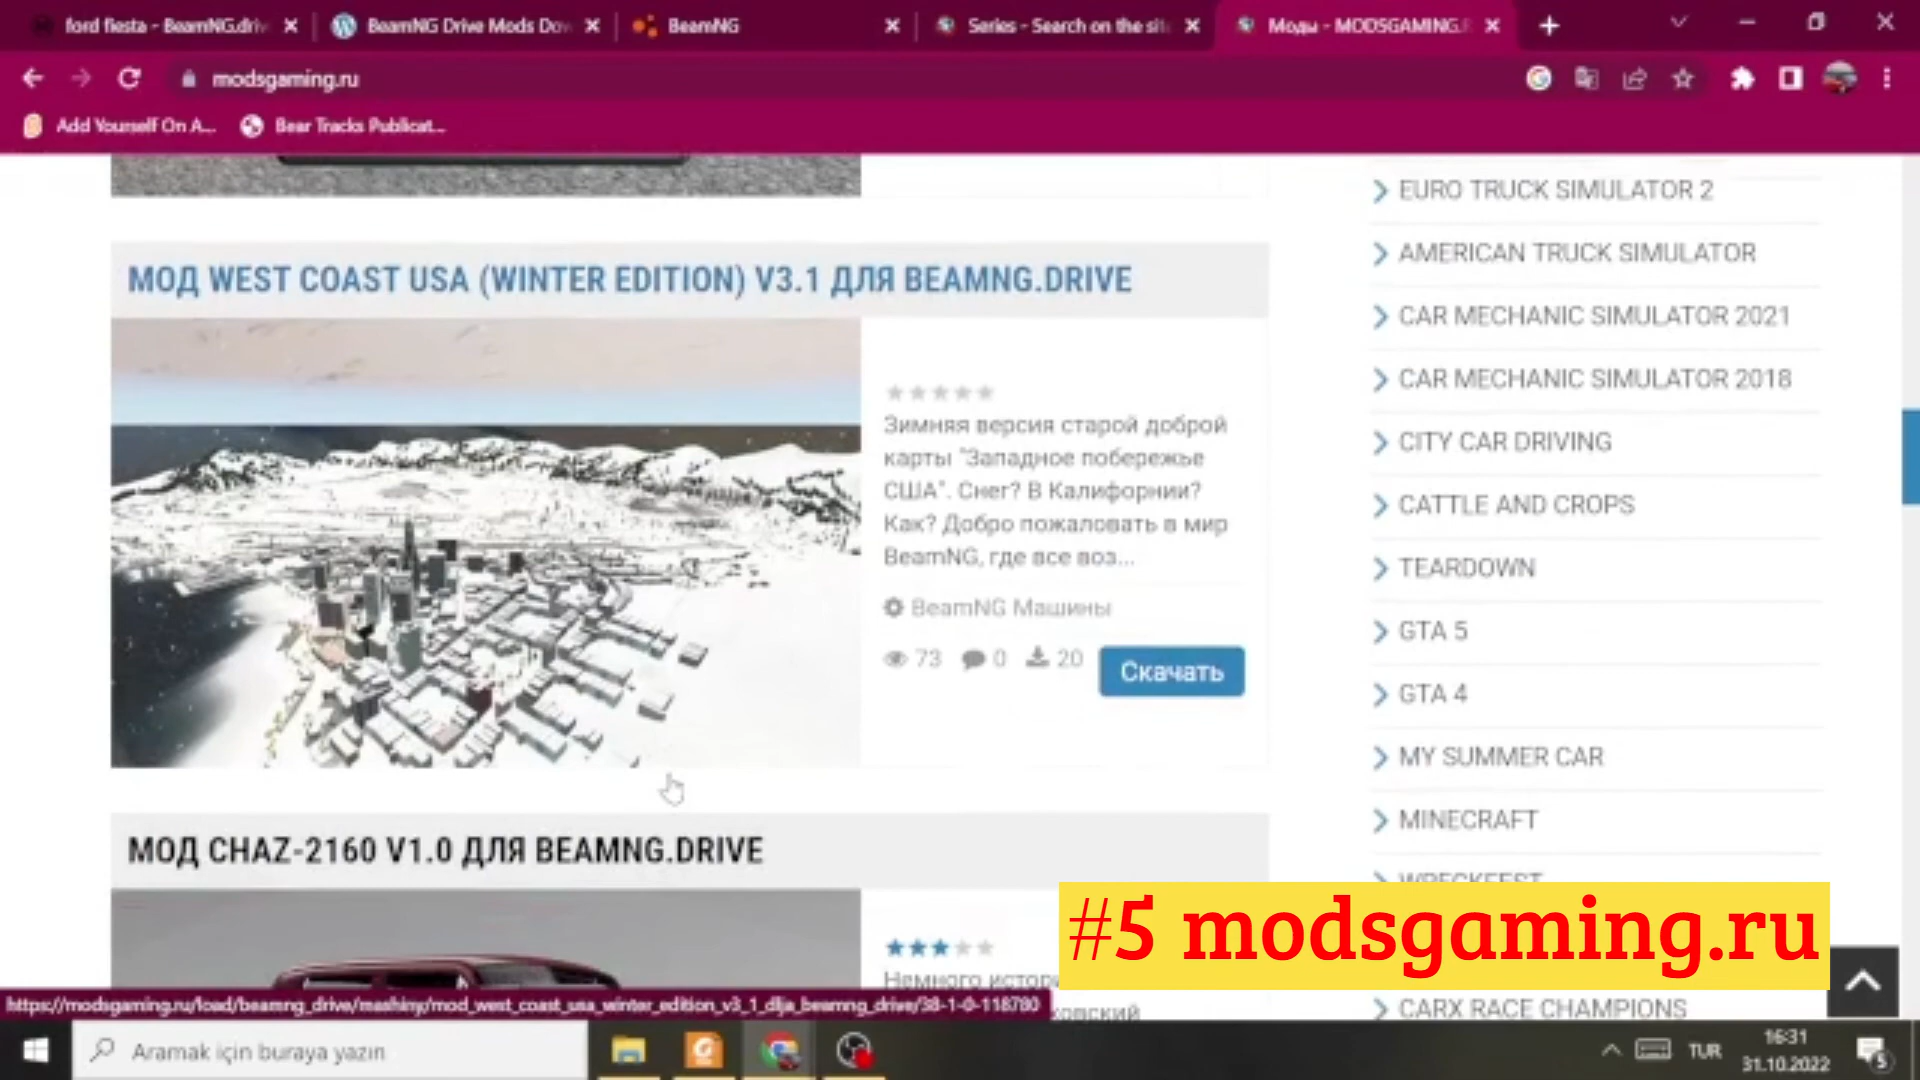 ford fiesta - BeamNG.driv
BeamNG Drive Mods Dow
BeamNG
Series - Search on the site
Моды - MODSGAMING.R
modsgaming.ru
Add Yourself On A...
Bear Tracks Publicat...
МОД WEST COAST USA (WINTER EDITION) V3.1 ДЛЯ BEAMNG.DRIVE
Зимняя версия старой доброй
карты "Западное побережье
США". Снег? В Калифорнии?
Как? Добро пожаловать в мир
BeamNG, где все воз...
BeamNG Машины
73 0 20 Скачать
МОД CHAZ-2160 V1.0 ДЛЯ BEAMNG.DRIVE
Немного истори
ковский
EURO TRUCK SIMULATOR 2
AMERICAN TRUCK SIMULATOR
CAR MECHANIC SIMULATOR 2021
CAR MECHANIC SIMULATOR 2018
CITY CAR DRIVING
CATTLE AND CROPS
TEARDOWN
GTA 5
GTA 4
MY SUMMER CAR
MINECRAFT
WRECKFEST
CARX RACE CHAMPIONS
#5 modsgaming.ru
https://modsgaming.ru/load/beamng_drive/mashiny/mod_west_coast_usa_winter_edition_v3_1_dlja_beamng_drive/38-1-0-118780
Aramak için buraya yazın
TUR
16:31
31.10.2022
5